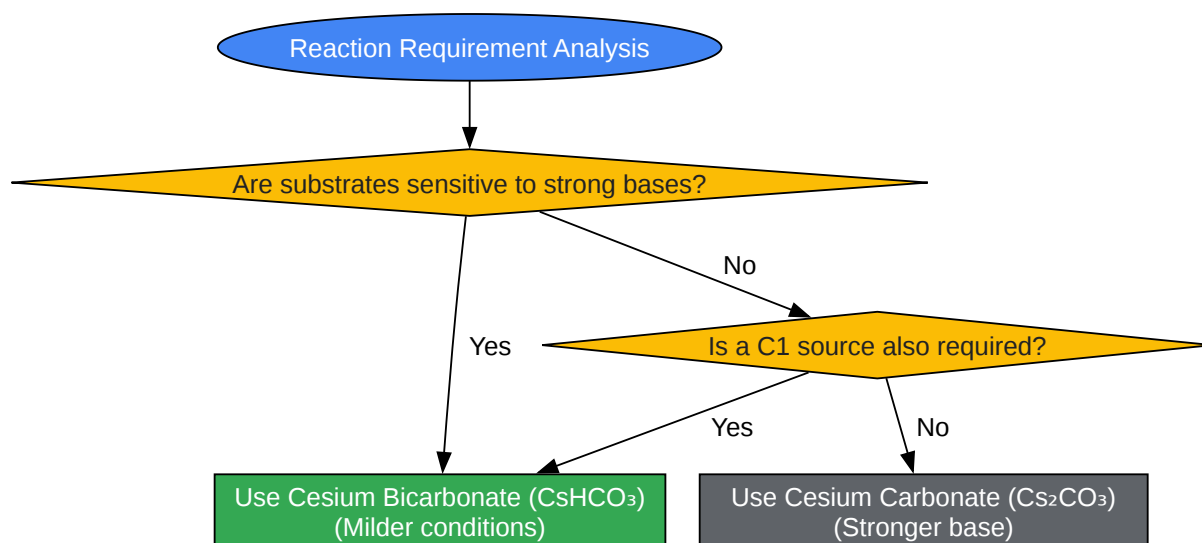 Reaction Requirement Analysis
Are substrates sensitive to strong bases?
No
Yes
Is a C1 source also required?
Yes
No
Use Cesium Bicarbonate (CsHCO₃)
(Milder conditions)
Use Cesium Carbonate (Cs₂CO₃)
(Stronger base)